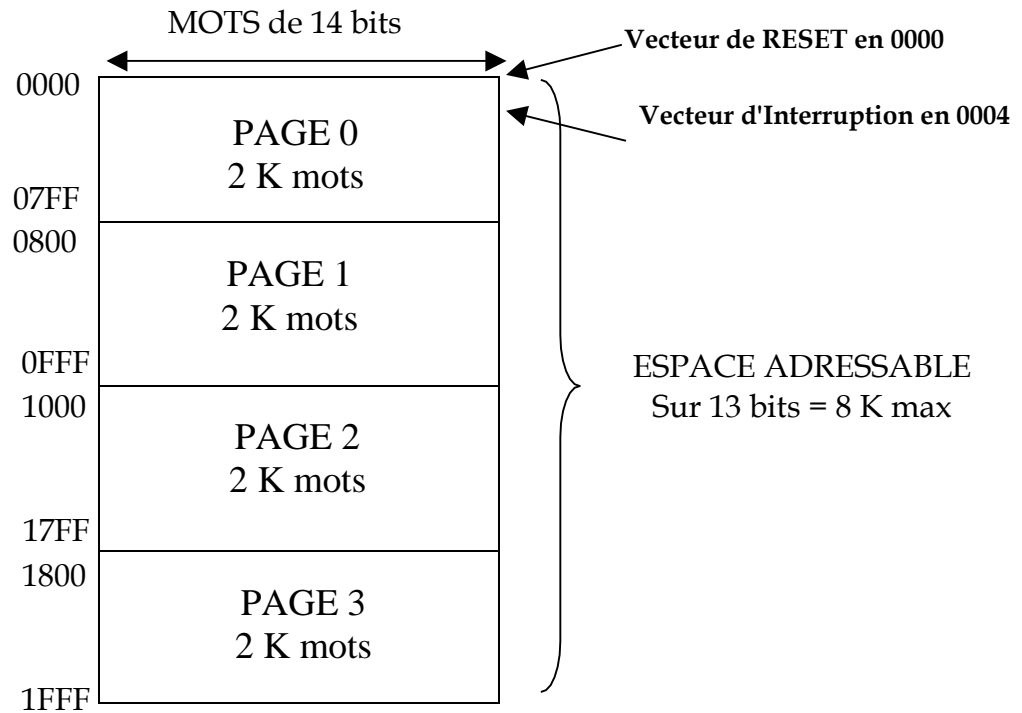 MOTS de 14 bits
Vecteur de RESET en 0000
0000
Vecteur d'Interruption en 0004
PAGE 0
2 K mots
07FF
0800
PAGE 1
2 K mots
0FFF
ESPACE ADRESSABLE
Sur 13 bits = 8 K max
1000
PAGE 2
2 K mots
17FF
1800
PAGE 3
2 K mots
1FFF